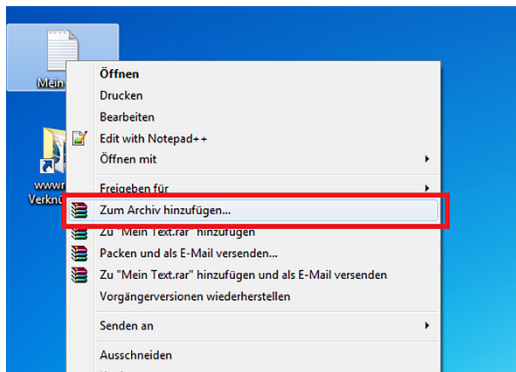 Mein
Öffnen
Drucken
Bearbeiten
Edit with Notepad++
Öffnen mit
Freigeben für
Zum Archiv hinzufügen...
Zu "Mein Text.rar" hinzufügen
Packen und als E-Mail versenden...
Zu "Mein Text.rar" hinzufügen und als E-Mail versenden
Vorgängerversionen wiederherstellen
Senden an
Ausschneiden